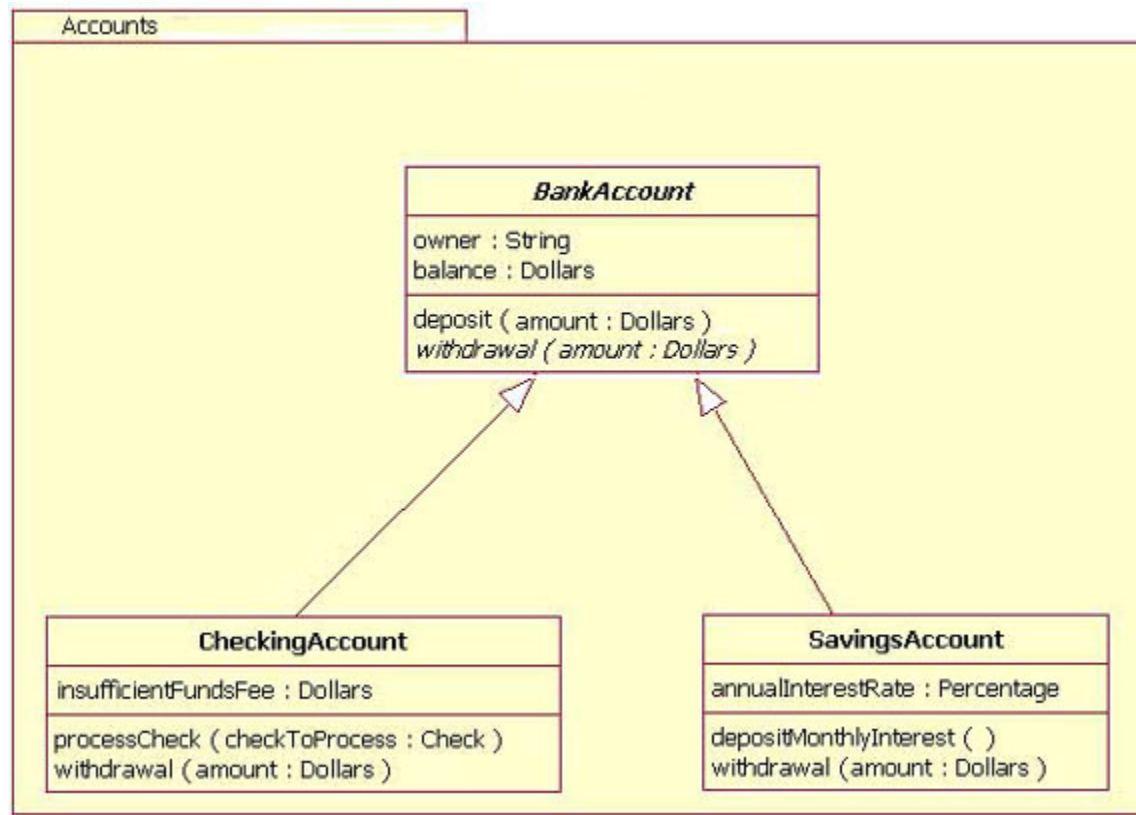 Accounts
BankAccount
owner : String
balance : Dollars
deposit ( amount : Dollars )
withdrawal ( amount : Dollars )
CheckingAccount
insufficientFundsFee : Dollars
processCheck ( checkToProcess : Check )
withdrawal ( amount : Dollars )
SavingsAccount
annualInterestRate : Percentage
depositMonthlyInterest ( )
withdrawal ( amount : Dollars )